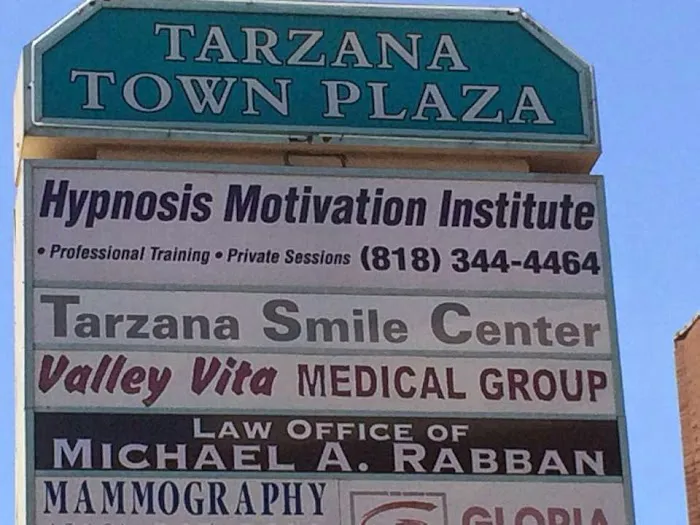 TARZANA
TOWN PLAZA
Hypnosis Motivation Institute
• Professional Training • Private Sessions (818) 344-4464
Tarzana Smile Center
Valley Vita MEDICAL GROUP
LAW OFFICE OF
MICHAEL A. RABBAN
MAMMOGRAPHY
GLORIA